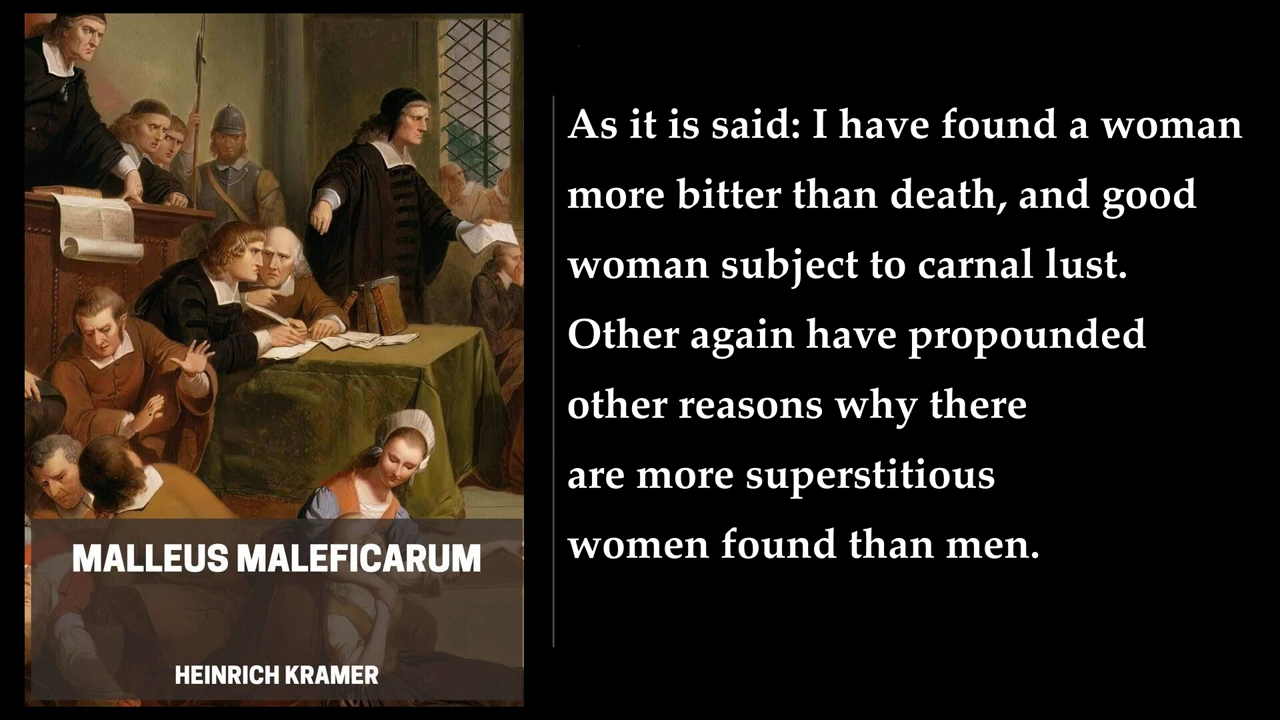 MALLEUS MALEFICARUM
HEINRICH KRAMER
As it is said: I have found a woman
more bitter than death, and good
woman subject to carnal lust.
Other again have propounded
other reasons why there
are more superstitious
women found than men.